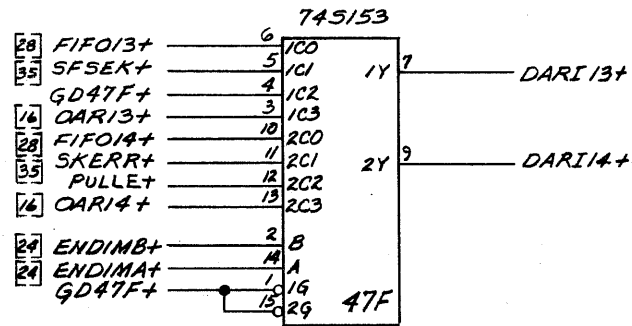 74S153
[28] FIFO13+ 6 1C0
[35] SFSEK+ 5 1C1 1Y 7 DARI13+
GD47F+ 4 1C2
[16] OAR13+ 3 1C3
[28] FIFO14+ 10 2C0
[35] SKERR+ 11 2C1 2Y 9 DARI14+
PULLE+ 12 2C2
[16] OAR14+ 13 2C3
[24] ENDIMB+ 2 B
[24] ENDIMA+ 14 A
GD47F+ 1 1G
15 2G 47F